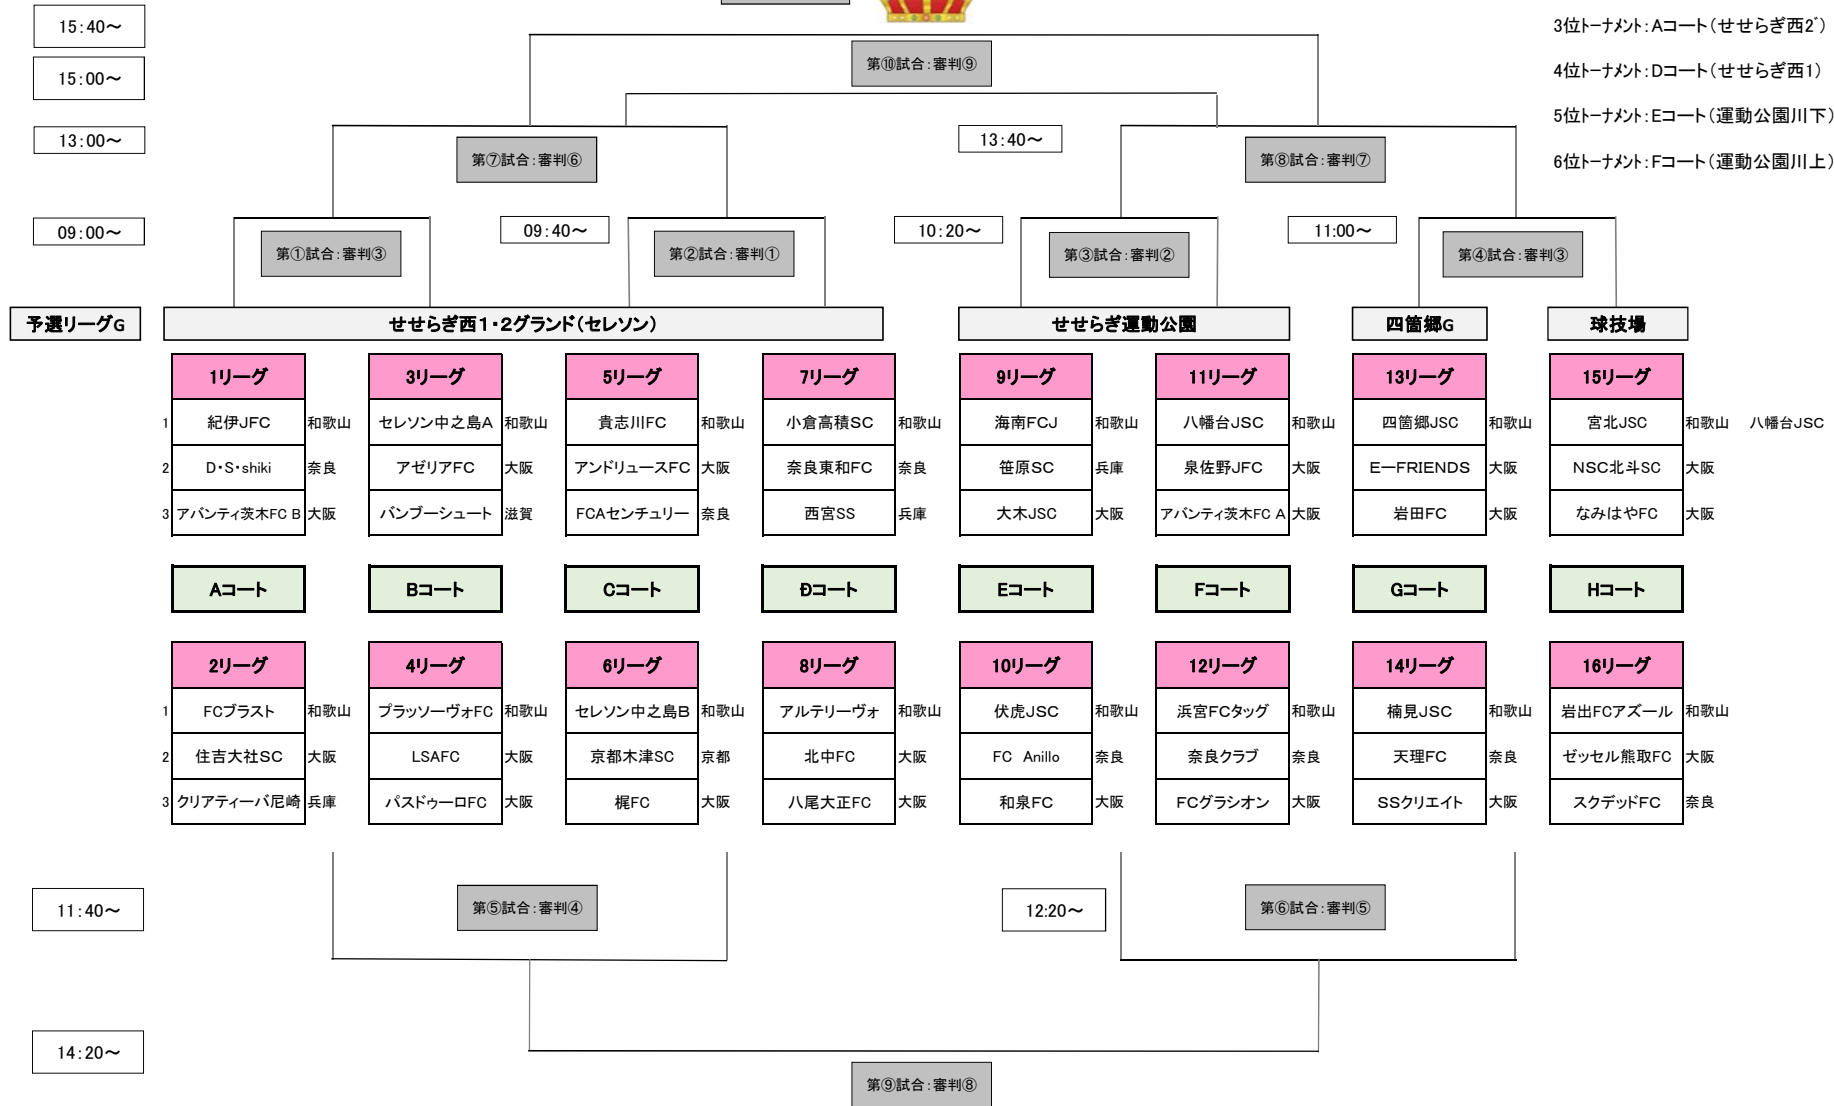 15:40～
3位トーナメント:Aコート(せせらぎ西2゛)
第⑩試合:審判⑨
15:00～
4位トーナメント:Dコート(せせらぎ西1)
5位トーナメント:Eコート(運動公園川下)
13:00～
13:40～
第⑦試合:審判⑥
第⑧試合:審判⑦
6位トーナメント:Fコート(運動公園川上)
09:00～
09:40～
10:20～
11:00～
第①試合:審判③
第②試合:審判①
第③試合:審判②
第④試合:審判③
予選リーグG
せせらぎ西1・2グランド(セレソン)
せせらぎ運動公園
四箇郷G
球技場
1リーグ 3リーグ 5リーグ 7リーグ 9リーグ 11リーグ 13リーグ 15リーグ
1 紀伊JFC 和歌山 セレソン中之島A 和歌山 貴志川FC 和歌山 小倉高積SC 和歌山 海南FCJ 和歌山 八幡台JSC 和歌山 四箇郷JSC 和歌山 宮北JSC 和歌山 八幡台JSC
2 D・S・shiki 奈良 アゼリアFC 大阪 アンドリュースFC 大阪 奈良東和FC 奈良 笹原SC 兵庫 泉佐野JFC 大阪 E－FRIENDS 大阪 NSC北斗SC 大阪
3 アバンティ茨木FC B 大阪 バンブーシュート 滋賀 FCAセンチュリー 奈良 西宮SS 兵庫 大木JSC 大阪 アバンティ茨木FC A 大阪 岩田FC 大阪 なみはやFC 大阪
Aコート Bコート Cコート Ðコート Eコート Fコート Gコート Hコート
2リーグ 4リーグ 6リーグ 8リーグ 10リーグ 12リーグ 14リーグ 16リーグ
1 FCブラスト 和歌山 プラッソーヴォFC 和歌山 セレソン中之島B 和歌山 アルテリーヴォ 和歌山 伏虎JSC 和歌山 浜宮FCタッグ 和歌山 楠見JSC 和歌山 岩出FCアズール 和歌山
2 住吉大社SC 大阪 LSAFC 大阪 京都木津SC 京都 北中FC 大阪 FC Anillo 奈良 奈良クラブ 奈良 天理FC 奈良 ゼッセル熊取FC 大阪
3 クリアティーバ尼崎 兵庫 パスドゥーロFC 大阪 梶FC 大阪 八尾大正FC 大阪 和泉FC 大阪 FCグラシオン 大阪 SSクリエイト 大阪 スクデッドFC 奈良
11:40～
第⑤試合:審判④
12:20～
第⑥試合:審判⑤
14:20～
第⑨試合:審判⑧